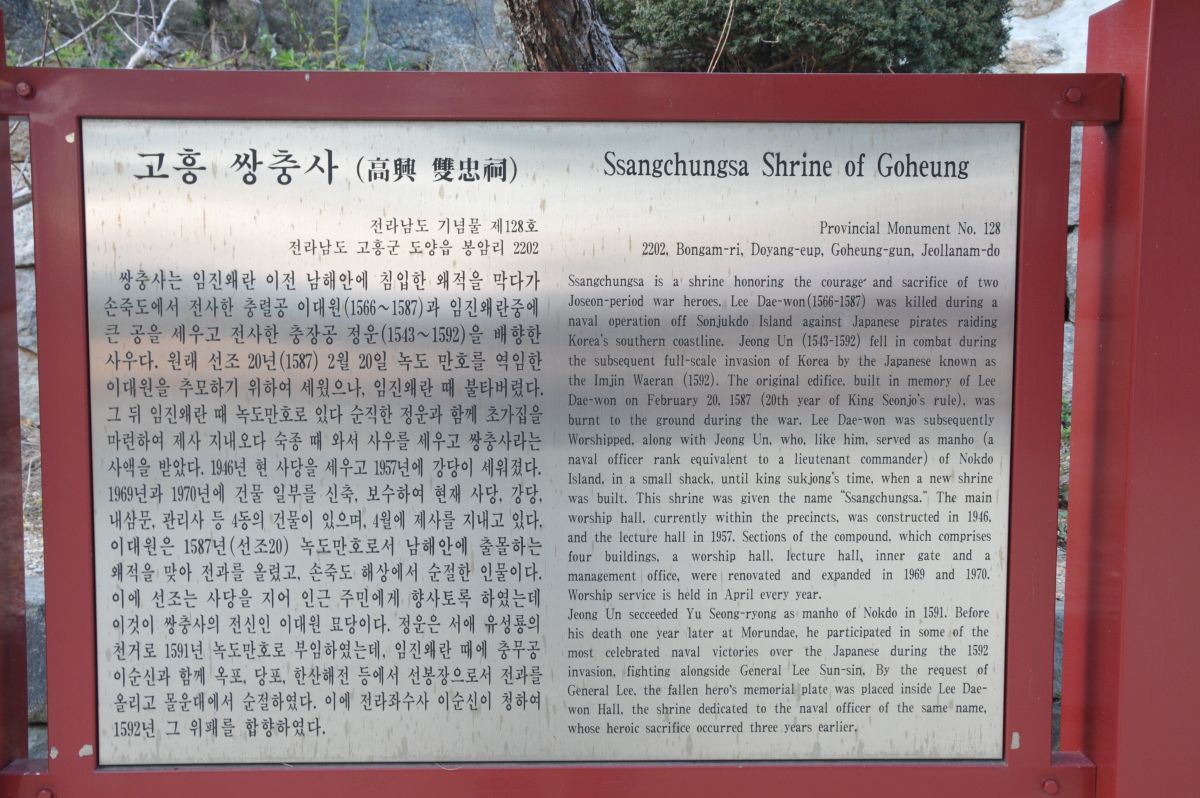 고흥 쌍충사 (高興 雙忠祠)
전라남도 기념물 제128호
전라남도 고흥군 도양읍 봉암리 2202
쌍충사는 임진왜란 이전 남해안에 침입한 왜적을 막다가
손죽도에서 전사한 충렬공 이대원(1566~1587)과 임진왜란중에
큰 공을 세우고 전사한 충장공 정운(1543~1592)을 배향한
사우다. 원래 선조 20년(1587) 2월 20일 녹도 만호를 역임한
이대원을 추모하기 위하여 세웠으나, 임진왜란 때 불타버렸다.
그 뒤 임진왜란 때 녹도만호로 있다 순직한 정운과 함께 초가집을
마련하여 제사 지내오다 숙종 때 와서 사우를 세우고 쌍충사라는
사액을 받았다. 1946년 현 사당을 세우고 1957년에 강당이 세워졌다.
1969년과 1970년에 건물 일부를 신축, 보수하여 현재 사당, 강당,
내삼문, 관리사 등 4동의 건물이 있으며, 4월에 제사를 지내고 있다.
이대원은 1587년(선조20) 녹도만호로서 남해안에 출몰하는
왜적을 맞아 전과를 올렸고, 손죽도 해상에서 순절한 인물이다.
이에 선조는 사당을 지어 인근 주민에게 향사토록 하였는데
이것이 쌍충사의 전신인 이대원 묘당이다. 정운은 서애 유성룡의
천거로 1591년 녹도만호로 부임하였는데, 임진왜란 때에 충무공
이순신과 함께 옥포, 당포, 한산해전 등에서 선봉장으로서 전과를
올리고 몰운대에서 순절하였다. 이에 전라좌수사 이순신이 청하여
1592년 그 위패를 합향하였다.
Ssangchungsa Shrine of Goheung
Provincial Monument No. 128
2202, Bongam-ri, Doyang-eup, Goheung-gun, Jeollanam-do
Ssangchungsa is a shrine honoring the courage and sacrifice of two
Joseon-period war heroes. Lee Dae-won(1566-1587) was killed during a
naval operation off Sonjukdo Island against Japanese pirates raiding
Korea's southern coastline. Jeong Un (1543-1592) fell in combat during
the subsequent full-scale invasion of Korea by the Japanese known as
the Imjin Waeran (1592). The original edifice, built in memory of Lee
Dae-won on February 20, 1587 (20th year of King Seonjo's rule), was
burnt to the ground during the war. Lee Dae-won was subsequently
Worshipped, along with Jeong Un, who, like him, served as manho (a
naval officer rank equivalent to a lieutenant commander) of Nokdo
Island, in a small shack, until king sukjong's time, when a new shrine
was built. This shrine was given the name "Ssangchungsa." The main
worship hall, currently within the precincts, was constructed in 1946,
and the lecture hall in 1957. Sections of the compound, which comprises
four buildings, a worship hall, lecture hall, inner gate and a
management office, were renovated and expanded in 1969 and 1970.
Worship service is held in April every year.
Jeong Un secceeded Yu Seong-ryong as manho of Nokdo in 1591. Before
his death one year later at Morundae, he participated in some of the
most celebrated naval victories over the Japanese during the 1592
invasion, fighting alongside General Lee Sun-sin. By the request of
General Lee, the fallen hero's memorial plate was placed inside Lee Dae-
won Hall, the shrine dedicated to the naval officer of the same name,
whose heroic sacrifice occurred three years earlier.